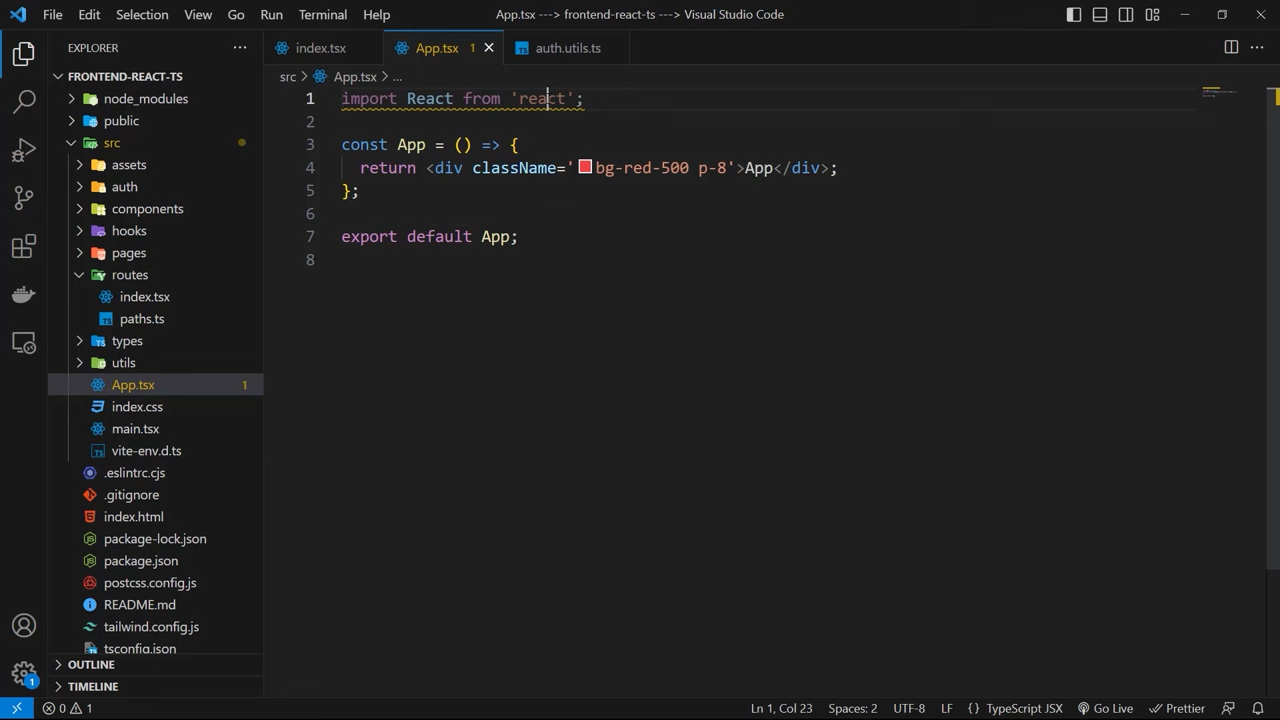 File Edit Selection View Go Run Terminal Help App.tsx ---> frontend-react-ts ---> Visual Studio Code
EXPLORER
index.tsx App.tsx 1 auth.utils.ts
FRONTEND-REACT-TS
src > App.tsx > ...
node_modules
public
src
assets
auth
components
hooks
pages
routes
index.tsx
paths.ts
types
utils
App.tsx 1
index.css
main.tsx
vite-env.d.ts
.eslintrc.cjs
.gitignore
index.html
package-lock.json
package.json
postcss.config.js
README.md
tailwind.config.js
tsconfig.json
OUTLINE
TIMELINE
1 import React from 'react';
2
3 const App = () => {
4 return <div className='bg-red-500 p-8'>App</div>;
5 };
6
7 export default App;
8
1
0 1 Ln 1, Col 23 Spaces: 2 UTF-8 LF {} TypeScript JSX Go Live Prettier